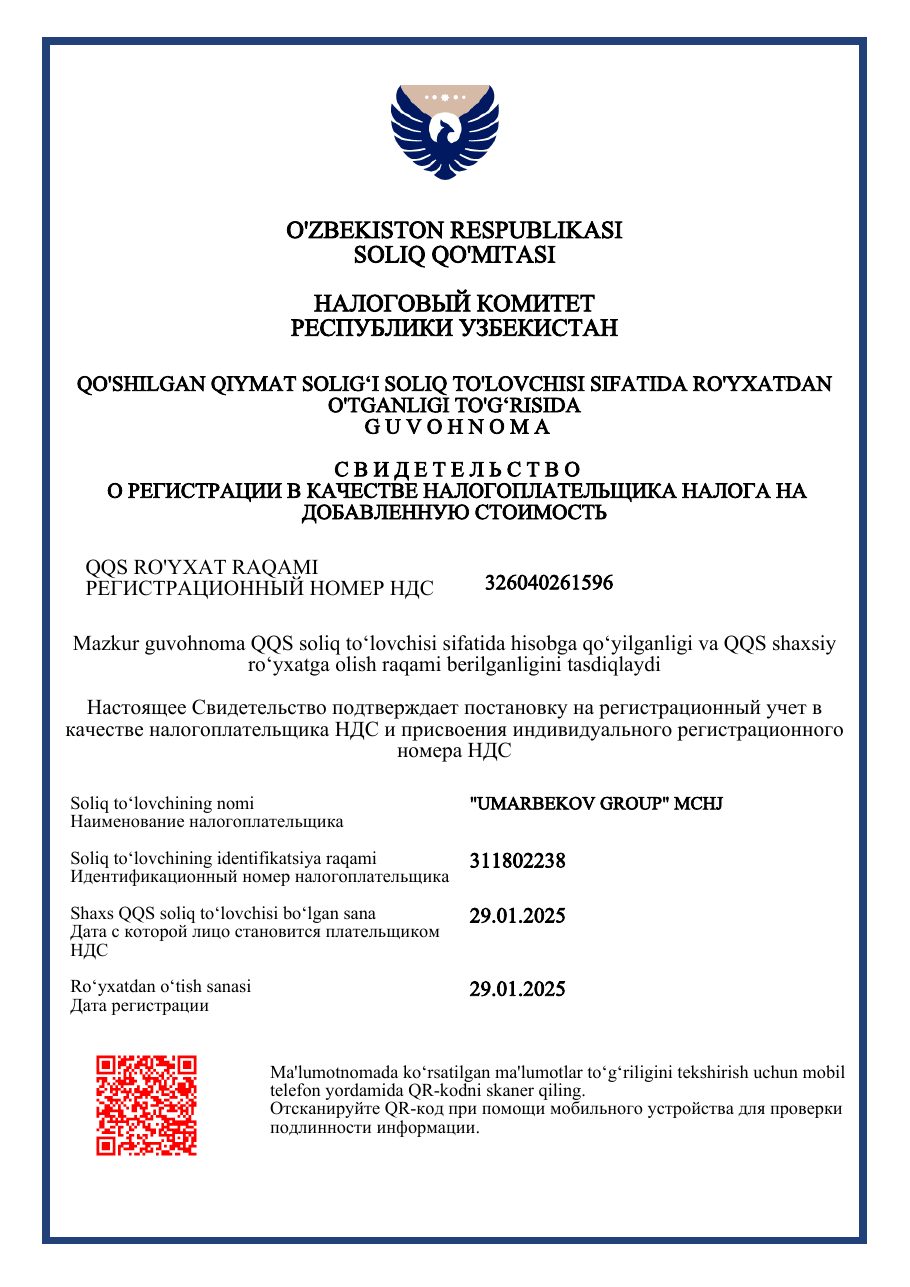 O'ZBEKISTON RESPUBLIKASI
SOLIQ QO'MITASI
НАЛОГОВЫЙ КОМИТЕТ
РЕСПУБЛИКИ УЗБЕКИСТАН
QO'SHILGAN QIYMAT SOLIG‘I SOLIQ TO'LOVCHISI SIFATIDA RO'YXATDAN
O'TGANLIGI TO'G‘RISIDA
G U V O H N O M A
С В И Д Е Т Е Л Ь С Т В О
О РЕГИСТРАЦИИ В КАЧЕСТВЕ НАЛОГОПЛАТЕЛЬЩИКА НАЛОГА НА
ДОБАВЛЕННУЮ СТОИМОСТЬ
QQS RO'YXAT RAQAMI
РЕГИСТРАЦИОННЫЙ НОМЕР НДС
326040261596
Mazkur guvohnoma QQS soliq to‘lovchisi sifatida hisobga qo‘yilganligi va QQS shaxsiy
ro‘yxatga olish raqami berilganligini tasdiqlaydi
Настоящее Свидетельство подтверждает постановку на регистрационный учет в
качестве налогоплательщика НДС и присвоения индивидуального регистрационного
номера НДС
Soliq to‘lovchining nomi
Наименование налогоплательщика
"UMARBEKOV GROUP" MCHJ
Soliq to‘lovchining identifikatsiya raqami
Идентификационный номер налогоплательщика
311802238
Shaxs QQS soliq to‘lovchisi bo‘lgan sana
Дата с которой лицо становится плательщиком
НДС
29.01.2025
Ro‘yxatdan o‘tish sanasi
Дата регистрации
29.01.2025
Ma'lumotnomada ko‘rsatilgan ma'lumotlar to‘g‘riligini tekshirish uchun mobil
telefon yordamida QR-kodni skaner qiling.
Отсканируйте QR-код при помощи мобильного устройства для проверки
подлинности информации.